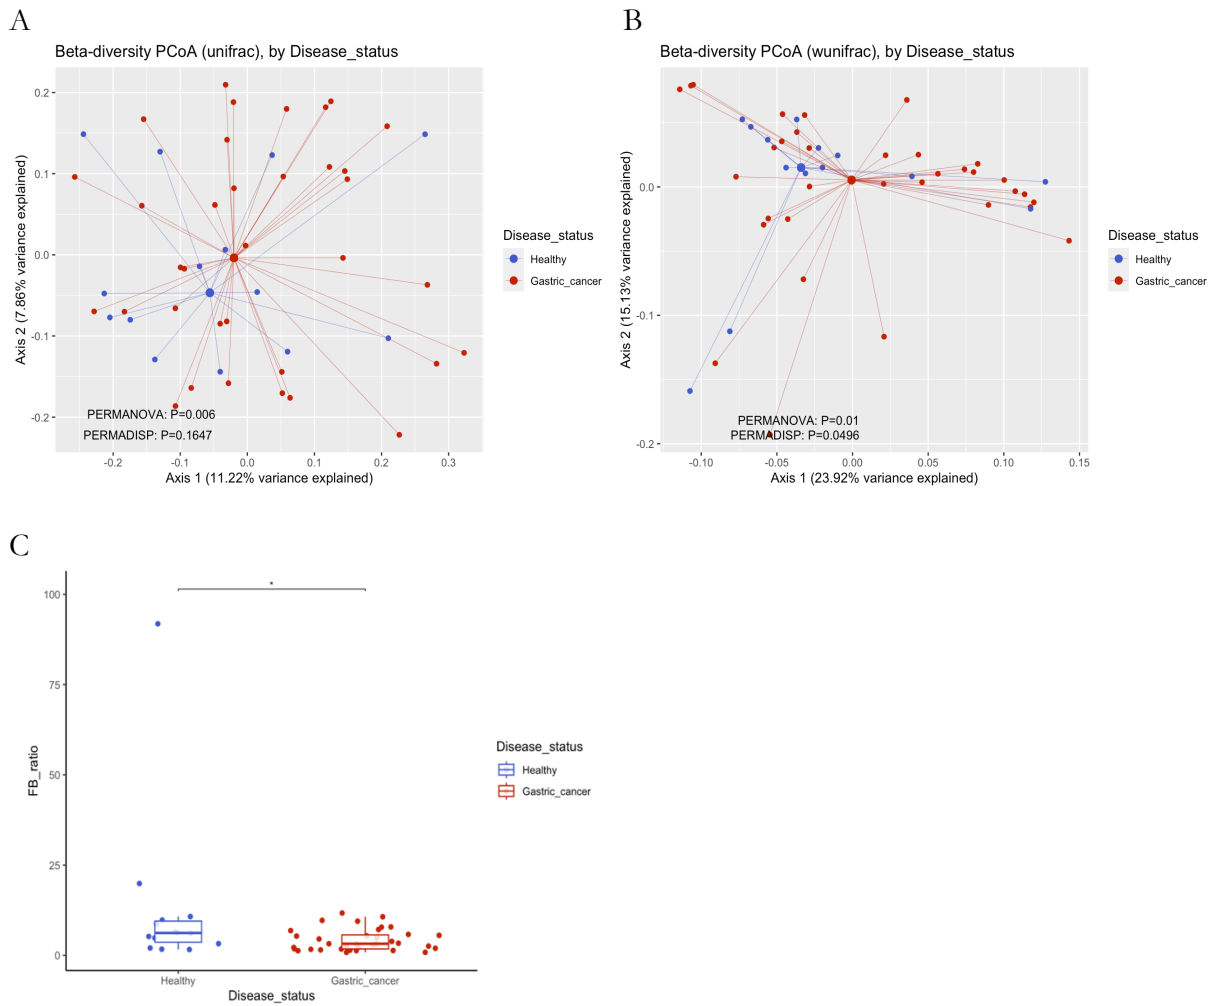 A
Beta-diversity PCoA (unifrac), by Disease_status
0.2
0.1
0.0
-0.1
-0.2
Axis 2 (7.86% variance explained)
PERMANOVA: P=0.006
PERMADISP: P=0.1647
-0.2
-0.1
0.0
0.1
0.2
0.3
Axis 1 (11.22% variance explained)
Disease_status
Healthy
Gastric_cancer
B
Beta-diversity PCoA (wunifrac), by Disease_status
0.0
-0.1
-0.2
Axis 2 (15.13% variance explained)
PERMANOVA: P=0.01
PERMADISP: P=0.0496
-0.10
-0.05
0.00
0.05
0.10
0.15
Axis 1 (23.92% variance explained)
Disease_status
Healthy
Gastric_cancer
C
*
100
75
50
25
0
FB_ratio
Healthy
Gastric_cancer
Disease_status
Disease_status
Healthy
Gastric_cancer